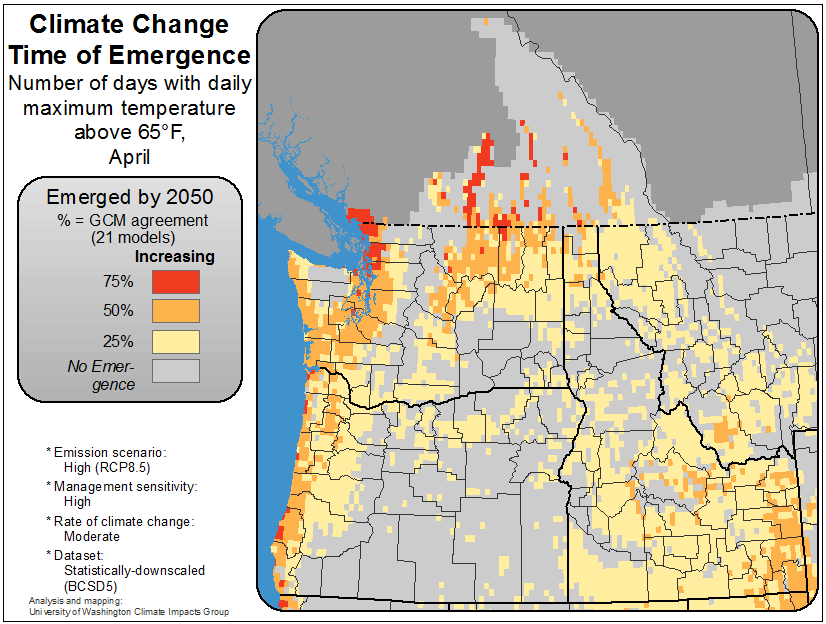 Climate Change
Time of Emergence
Number of days with daily
maximum temperature
above 65°F,
April
Emerged by 2050
% = GCM agreement
(21 models)
Increasing
75%
50%
25%
No Emer-
gence
* Emission scenario:
High (RCP8.5)
* Management sensitivity:
High
* Rate of climate change:
Moderate
* Dataset:
Statistically-downscaled
(BCSD5)
Analysis and mapping:
University of Washington Climate Impacts Group